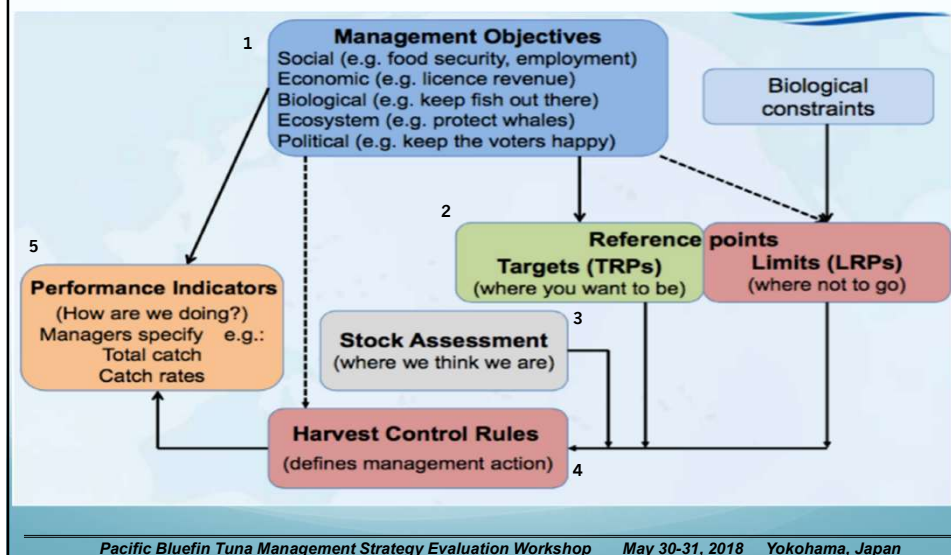 1
Management Objectives
Social (e.g. food security, employment)
Economic (e.g. licence revenue)
Biological (e.g. keep fish out there)
Ecosystem (e.g. protect whales)
Political (e.g. keep the voters happy)
Biological
constraints
2
Reference points
Targets (TRPs)
(where you want to be)
Limits (LRPs)
(where not to go)
3
Stock Assessment
(where we think we are)
4
Harvest Control Rules
(defines management action)
5
Performance Indicators
(How are we doing?)
Managers specify e.g.:
Total catch
Catch rates
Pacific Bluefin Tuna Management Strategy Evaluation Workshop May 30-31, 2018 Yokohama, Japan